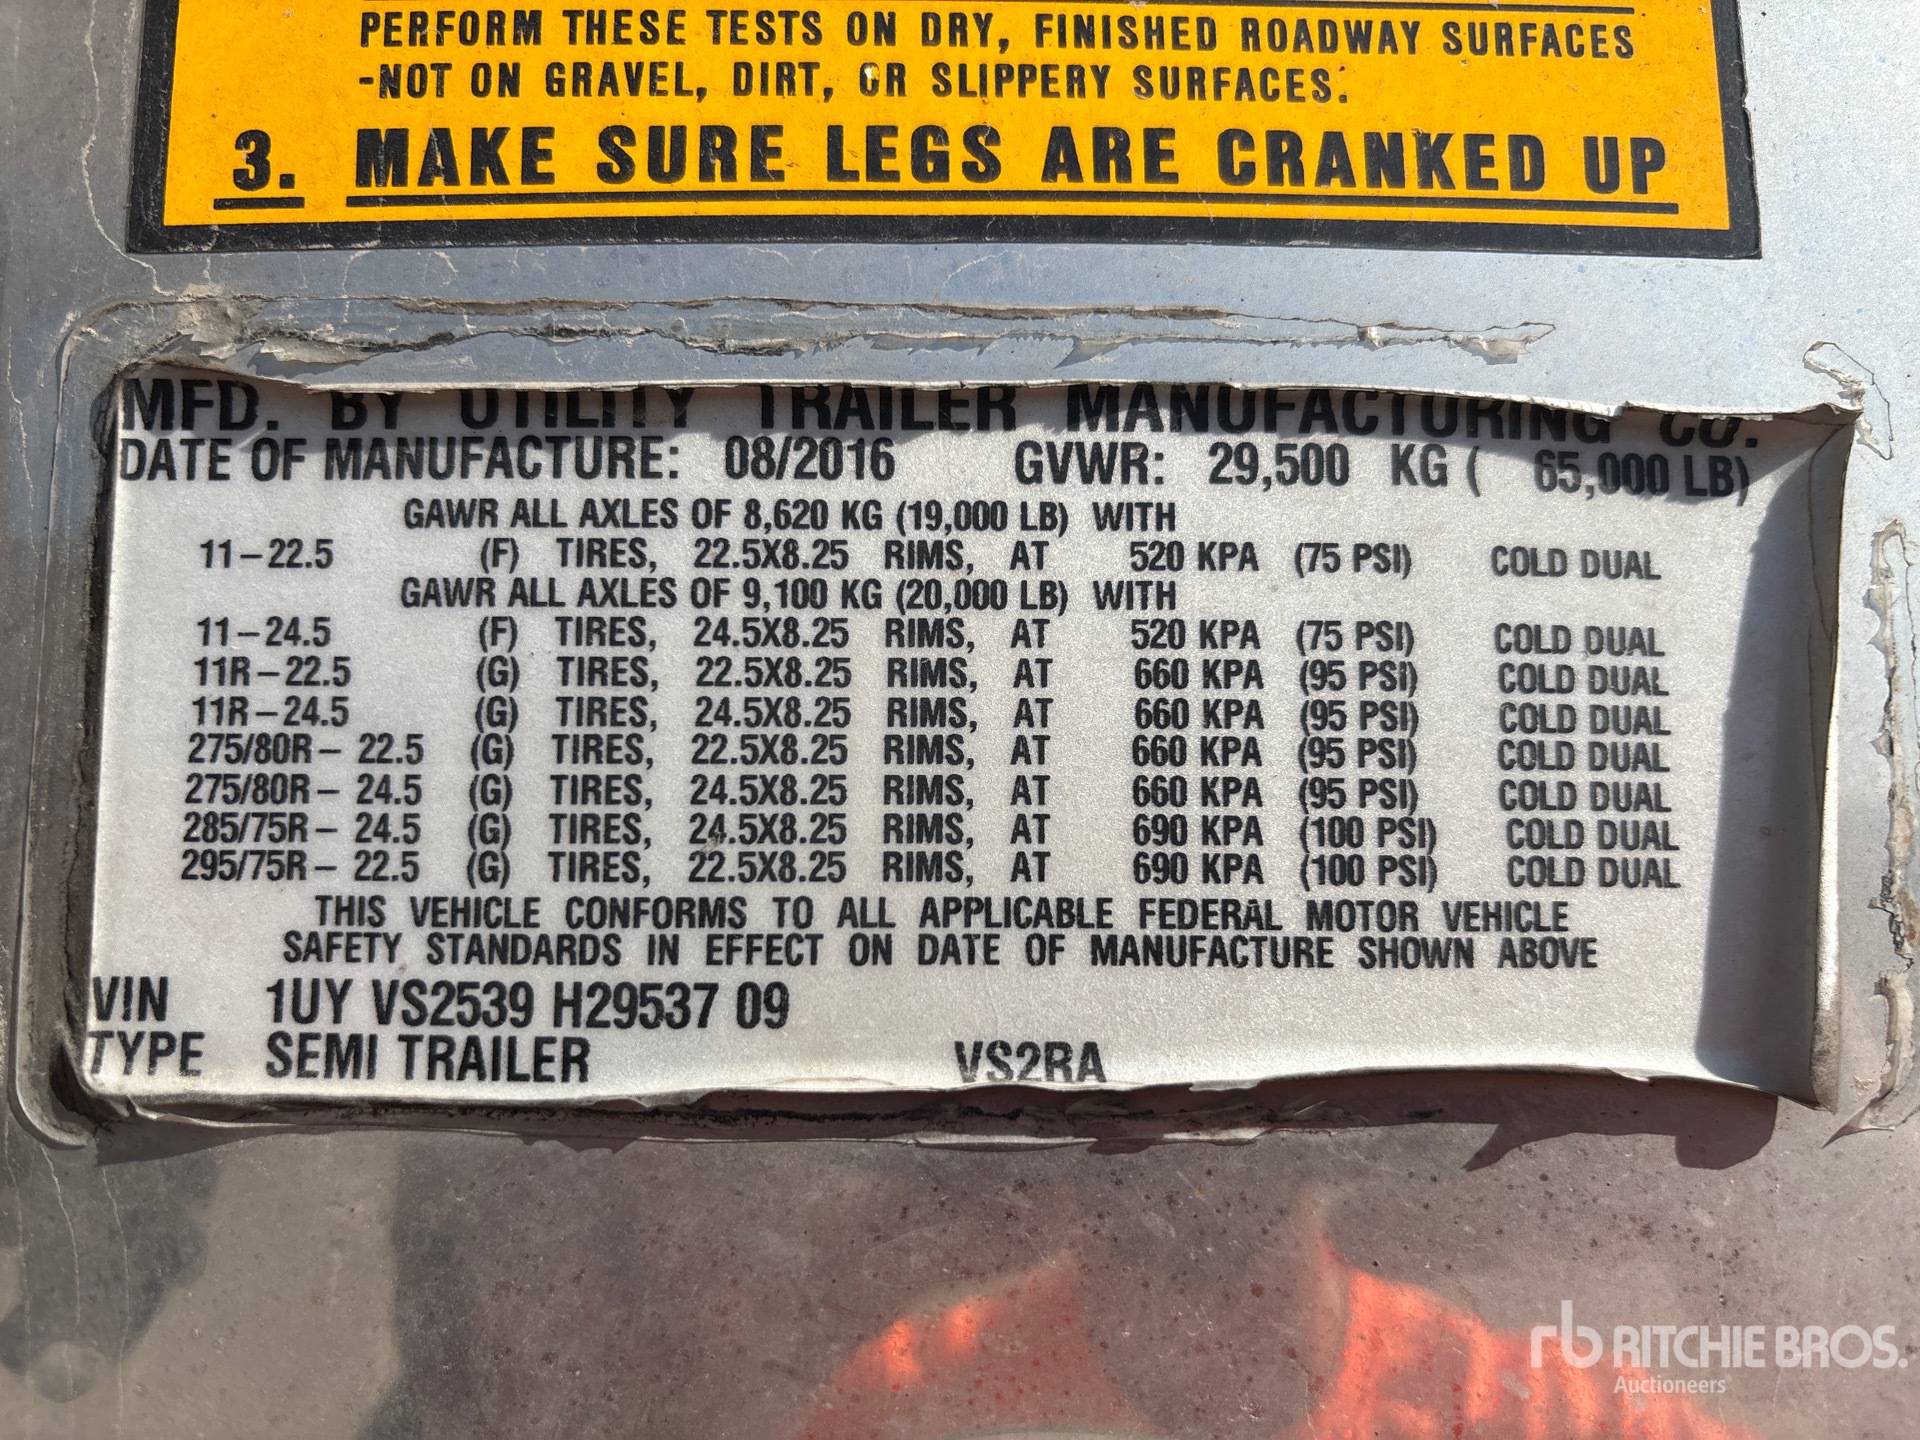 PERFORM THESE TESTS ON DRY, FINISHED ROADWAY SURFACES
-NOT ON GRAVEL, DIRT, OR SLIPPERY SURFACES.
3. MAKE SURE LEGS ARE CRANKED UP
MFD. BY UTILITY TRAILER MANUFACTURING CO.
DATE OF MANUFACTURE: 08/2016 GVWR: 29,500 KG ( 65,000 LB)
GAWR ALL AXLES OF 8,620 KG (19,000 LB) WITH
11-22.5 (F) TIRES, 22.5X8.25 RIMS, AT 520 KPA (75 PSI) COLD DUAL
GAWR ALL AXLES OF 9,100 KG (20,000 LB) WITH
11-24.5 (F) TIRES, 24.5X8.25 RIMS, AT 520 KPA (75 PSI) COLD DUAL
11R-22.5 (G) TIRES, 22.5X8.25 RIMS, AT 660 KPA (95 PSI) COLD DUAL
11R-24.5 (G) TIRES, 24.5X8.25 RIMS, AT 660 KPA (95 PSI) COLD DUAL
275/80R- 22.5 (G) TIRES, 22.5X8.25 RIMS, AT 660 KPA (95 PSI) COLD DUAL
275/80R- 24.5 (G) TIRES, 24.5X8.25 RIMS, AT 660 KPA (95 PSI) COLD DUAL
285/75R- 24.5 (G) TIRES, 24.5X8.25 RIMS, AT 690 KPA (100 PSI) COLD DUAL
295/75R- 22.5 (G) TIRES, 22.5X8.25 RIMS, AT 690 KPA (100 PSI) COLD DUAL
THIS VEHICLE CONFORMS TO ALL APPLICABLE FEDERAL MOTOR VEHICLE
SAFETY STANDARDS IN EFFECT ON DATE OF MANUFACTURE SHOWN ABOVE
VIN 1UY VS2539 H29537 09
TYPE SEMI TRAILER VS2RA
rb RITCHIE BROS.
Auctioneers